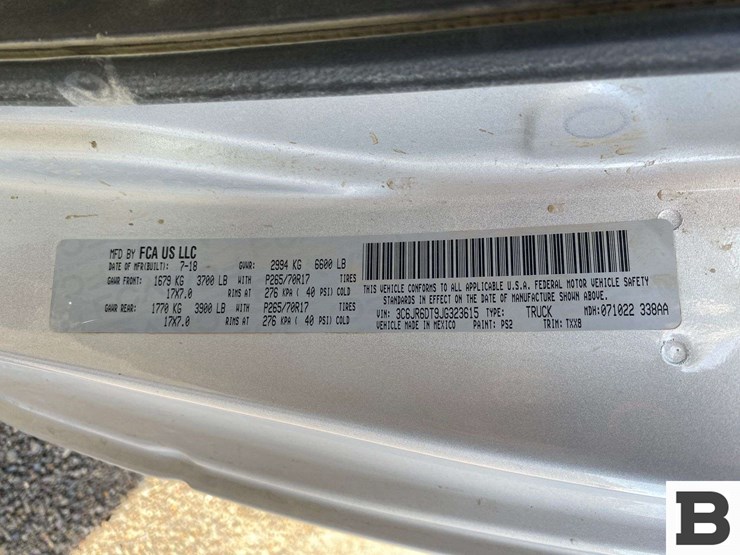 MFD BY FCA US LLC
DATE OF MFR(BUILT): 7-18 GVWR: 2994 KG 6600 LB
GAWR FRONT: 1679 KG 3700 LB WITH P265/70R17 TIRES
17X7.0 RIMS AT 276 KPA ( 40 PSI) COLD
GAWR REAR: 1770 KG 3900 LB WITH P265/70R17 TIRES
17X7.0 RIMS AT 276 KPA ( 40 PSI) COLD
THIS VEHICLE CONFORMS TO ALL APPLICABLE U.S.A. FEDERAL MOTOR VEHICLE SAFETY
STANDARDS IN EFFECT ON THE DATE OF MANUFACTURE SHOWN ABOVE.
VIN: 3C6JR6DT9JG323615 TYPE: TRUCK MDH:071022 338AA
VEHICLE MADE IN MEXICO PAINT: PS2 TRIM: TXX8
B